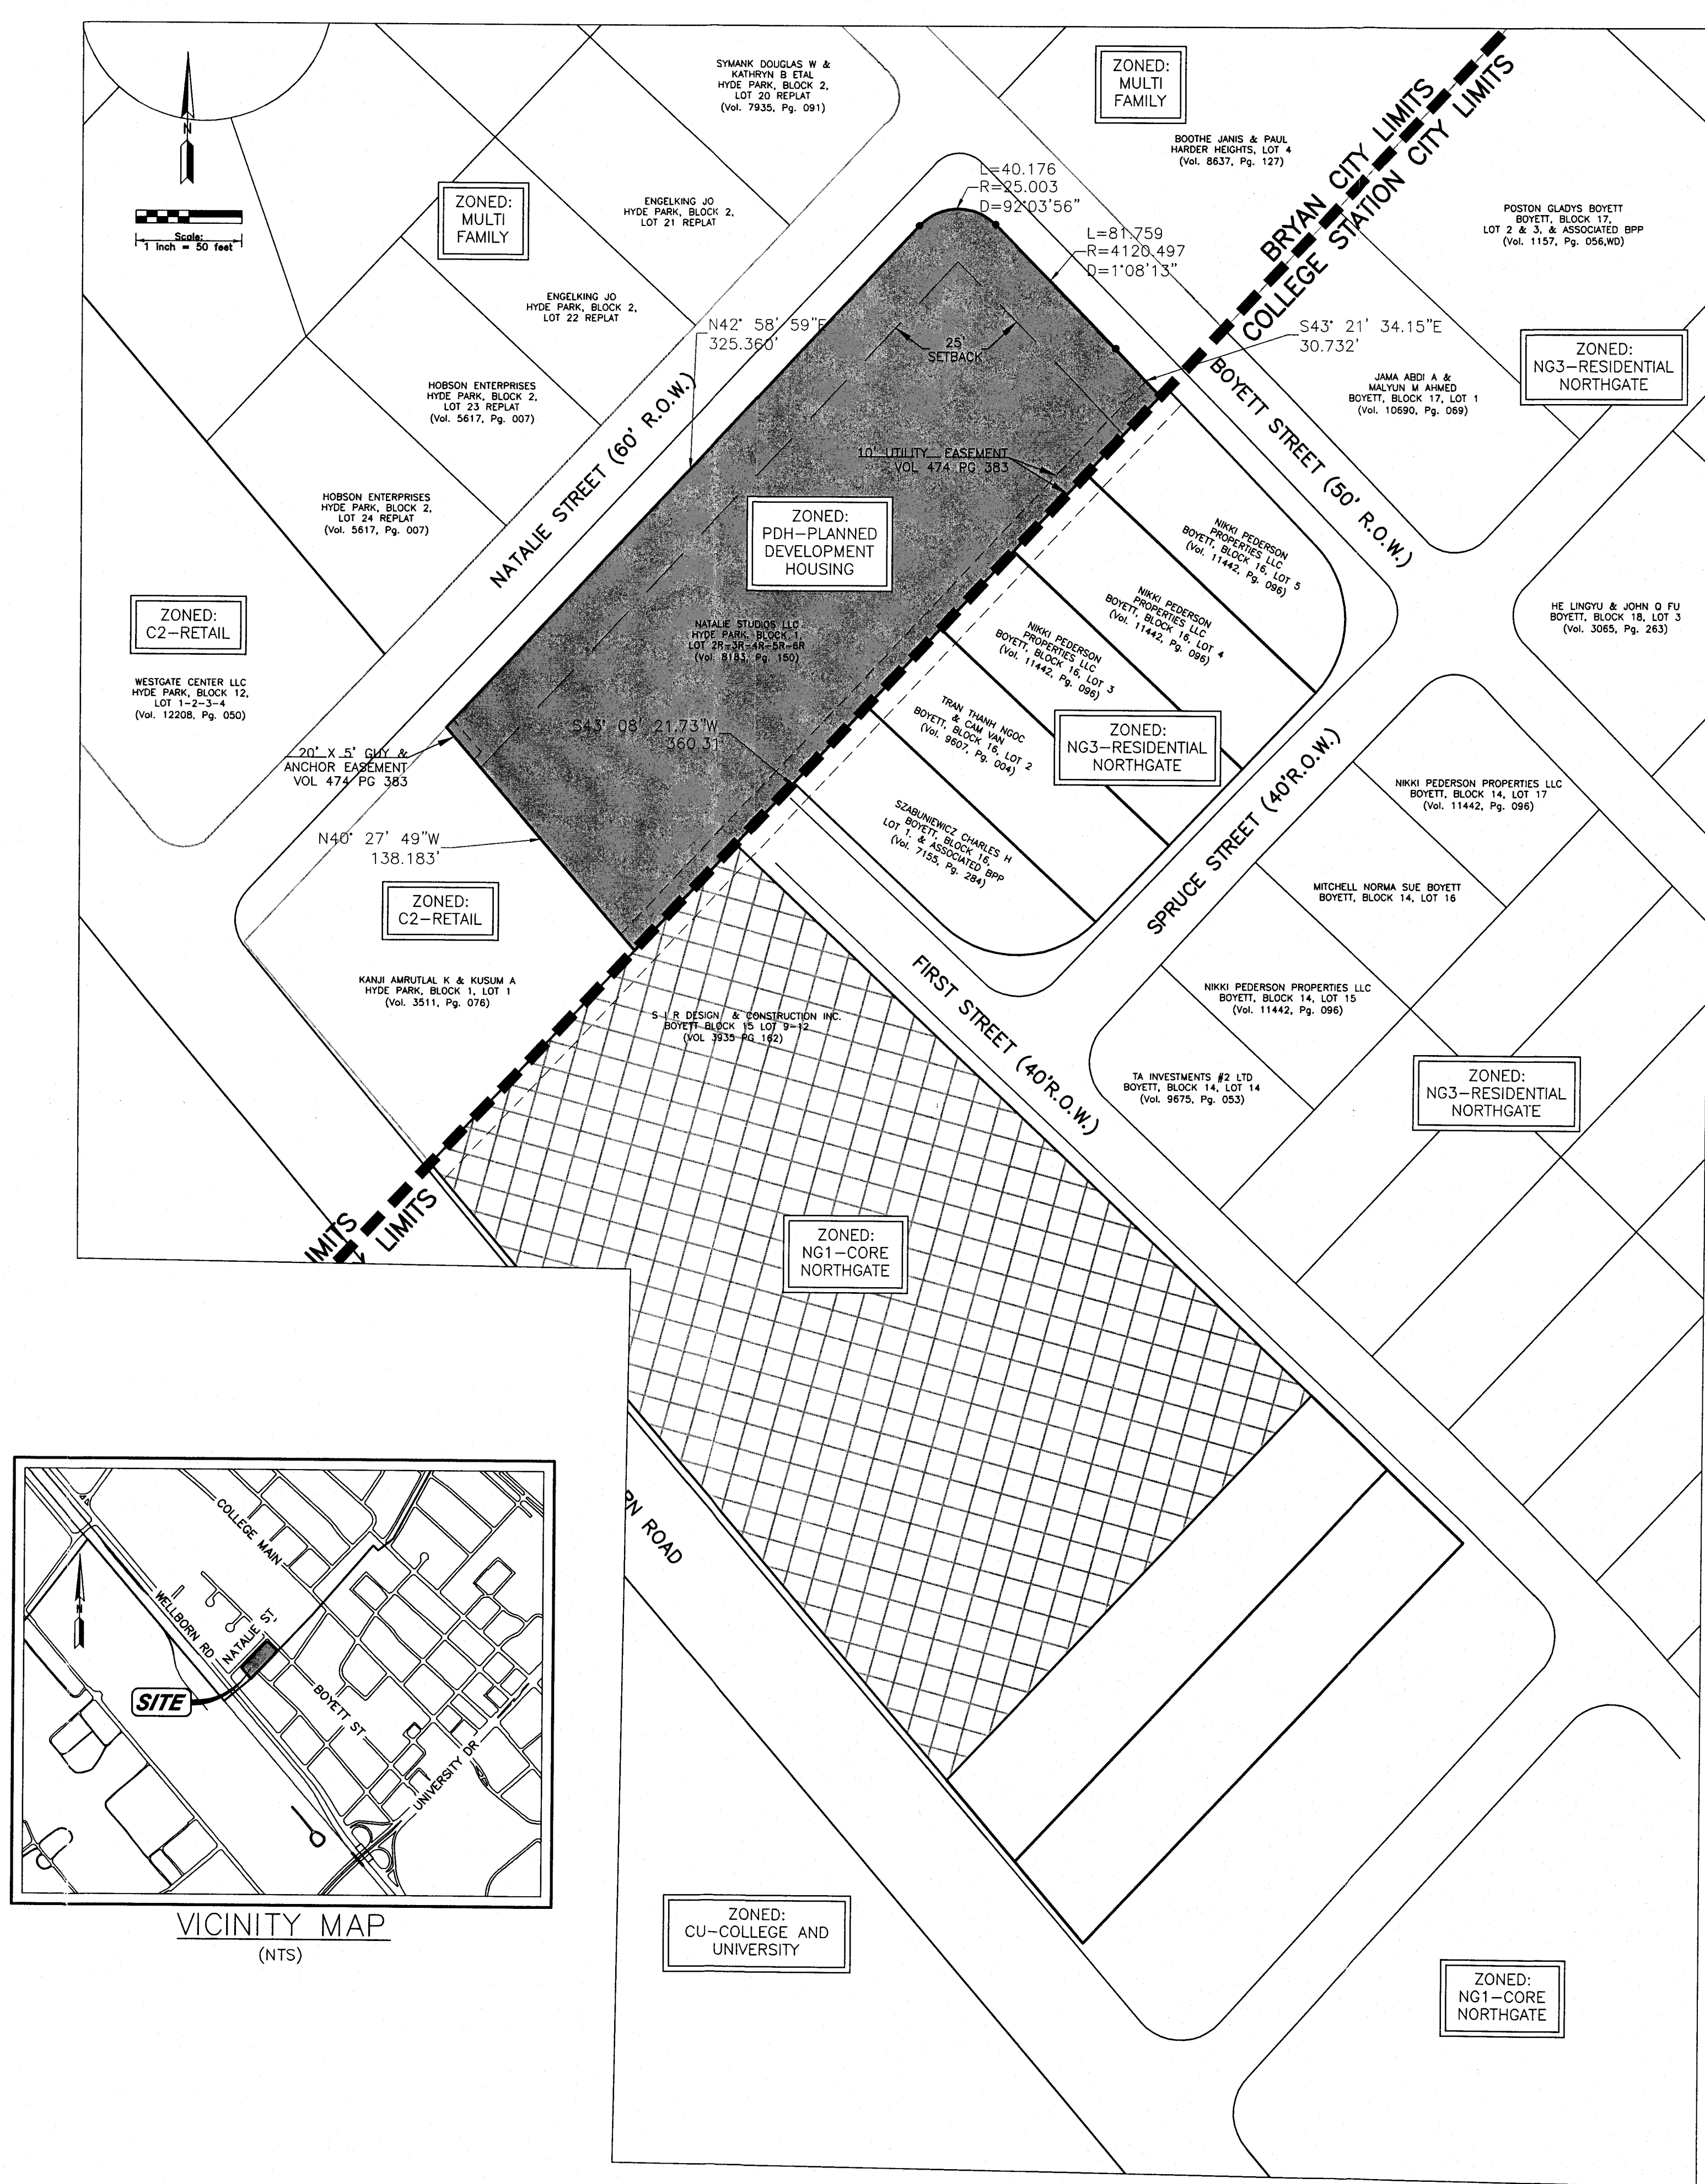 SYMANK DOUGLAS W &
KATHRYN B ETAL
HYDE PARK, BLOCK 2,
LOT 20 REPLAT
(Vol. 7935, Pg. 091)
ZONED:
MULTI
FAMILY
BOOTHE JANIS & PAUL
HARDER HEIGHTS, LOT 4
(Vol. 8637, Pg. 127)
BRYAN CITY LIMITS
COLLEGE STATION CITY LIMITS
N
Scale:
1 inch = 50 feet
ZONED:
MULTI
FAMILY
ENGELKING JO
HYDE PARK, BLOCK 2,
LOT 21 REPLAT
L=40.176
R=25.003
D=92°03'56"
L=81.759
R=4120.497
D=1°08'13"
POSTON GLADYS BOYETT
BOYETT, BLOCK 17,
LOT 2 & 3, & ASSOCIATED BPP
(Vol. 1157, Pg. 056,WD)
ENGELKING JO
HYDE PARK, BLOCK 2,
LOT 22 REPLAT
N42° 58' 59"E
325.360'
25'
SETBACK
S43° 21' 34.15"E
30.732'
ZONED:
NG3-RESIDENTIAL
NORTHGATE
HOBSON ENTERPRISES
HYDE PARK, BLOCK 2,
LOT 23 REPLAT
(Vol. 5617, Pg. 007)
JAMA ABDI A &
MALYUN M AHMED
BOYETT, BLOCK 17, LOT 1
(Vol. 10690, Pg. 069)
NATALIE STREET (60' R.O.W.)
BOYETT STREET (50' R.O.W.)
10' UTILITY EASEMENT
VOL 474 PG 383
HOBSON ENTERPRISES
HYDE PARK, BLOCK 2,
LOT 24 REPLAT
(Vol. 5617, Pg. 007)
ZONED:
PDH-PLANNED
DEVELOPMENT
HOUSING
NIKKI PEDERSON
PROPERTIES LLC
BOYETT, BLOCK 16, LOT 5
(Vol. 11442, Pg. 096)
NIKKI PEDERSON
PROPERTIES LLC
BOYETT, BLOCK 16, LOT 4
(Vol. 11442, Pg. 096)
NIKKI PEDERSON
PROPERTIES LLC
BOYETT, BLOCK 16, LOT 3
(Vol. 11442, Pg. 096)
HE LINGYU & JOHN Q FU
BOYETT, BLOCK 18, LOT 3
(Vol. 3065, Pg. 263)
ZONED:
C2-RETAIL
NATALIE STUDIOS LLC
HYDE PARK, BLOCK 1,
LOT 2R-3R-4R-5R-6R
(Vol. 8183, Pg. 150)
WESTGATE CENTER LLC
HYDE PARK, BLOCK 12,
LOT 1-2-3-4
(Vol. 12208, Pg. 050)
TRAN THANH NGOC
& CAM VAN
BOYETT, BLOCK 16, LOT 2
(Vol. 9607, Pg. 004)
ZONED:
NG3-RESIDENTIAL
NORTHGATE
S43° 08' 21.73"W
360.31'
20' X 5' GUY &
ANCHOR EASEMENT
VOL 474 PG 383
SPRUCE STREET (40'R.O.W.)
NIKKI PEDERSON PROPERTIES LLC
BOYETT, BLOCK 14, LOT 17
(Vol. 11442, Pg. 096)
SZABUNIEWICZ CHARLES H
BOYETT, BLOCK 16,
LOT 1, & ASSOCIATED BPP
(Vol. 7155, Pg. 284)
N40° 27' 49"W
138.183'
ZONED:
C2-RETAIL
MITCHELL NORMA SUE BOYETT
BOYETT, BLOCK 14, LOT 16
KANJI AMRUTLAL K & KUSUM A
HYDE PARK, BLOCK 1, LOT 1
(Vol. 3511, Pg. 076)
FIRST STREET (40'R.O.W.)
NIKKI PEDERSON PROPERTIES LLC
BOYETT, BLOCK 14, LOT 15
(Vol. 11442, Pg. 096)
S L R DESIGN & CONSTRUCTION INC.
BOYETT BLOCK 15 LOT 9-12
(VOL 3935 PG 162)
TA INVESTMENTS #2 LTD
BOYETT, BLOCK 14, LOT 14
(Vol. 9675, Pg. 053)
ZONED:
NG3-RESIDENTIAL
NORTHGATE
IMITS
LIMITS
ZONED:
NG1-CORE
NORTHGATE
RN ROAD
COLLEGE MAIN
WELLBORN RD
NATALIE ST.
N
SITE
BOYETT ST
UNIVERSITY DR
VICINITY MAP
(NTS)
ZONED:
CU-COLLEGE AND
UNIVERSITY
ZONED:
NG1-CORE
NORTHGATE